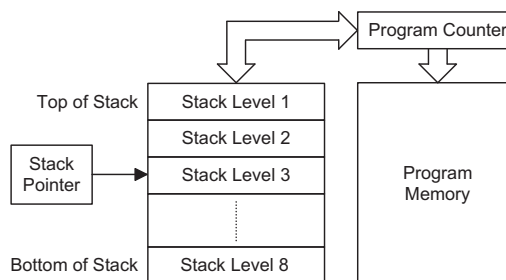 Program Counter
Top of Stack
Stack Level 1
Stack Level 2
Stack
Pointer
Stack Level 3
Program
Memory
Bottom of Stack
Stack Level 8